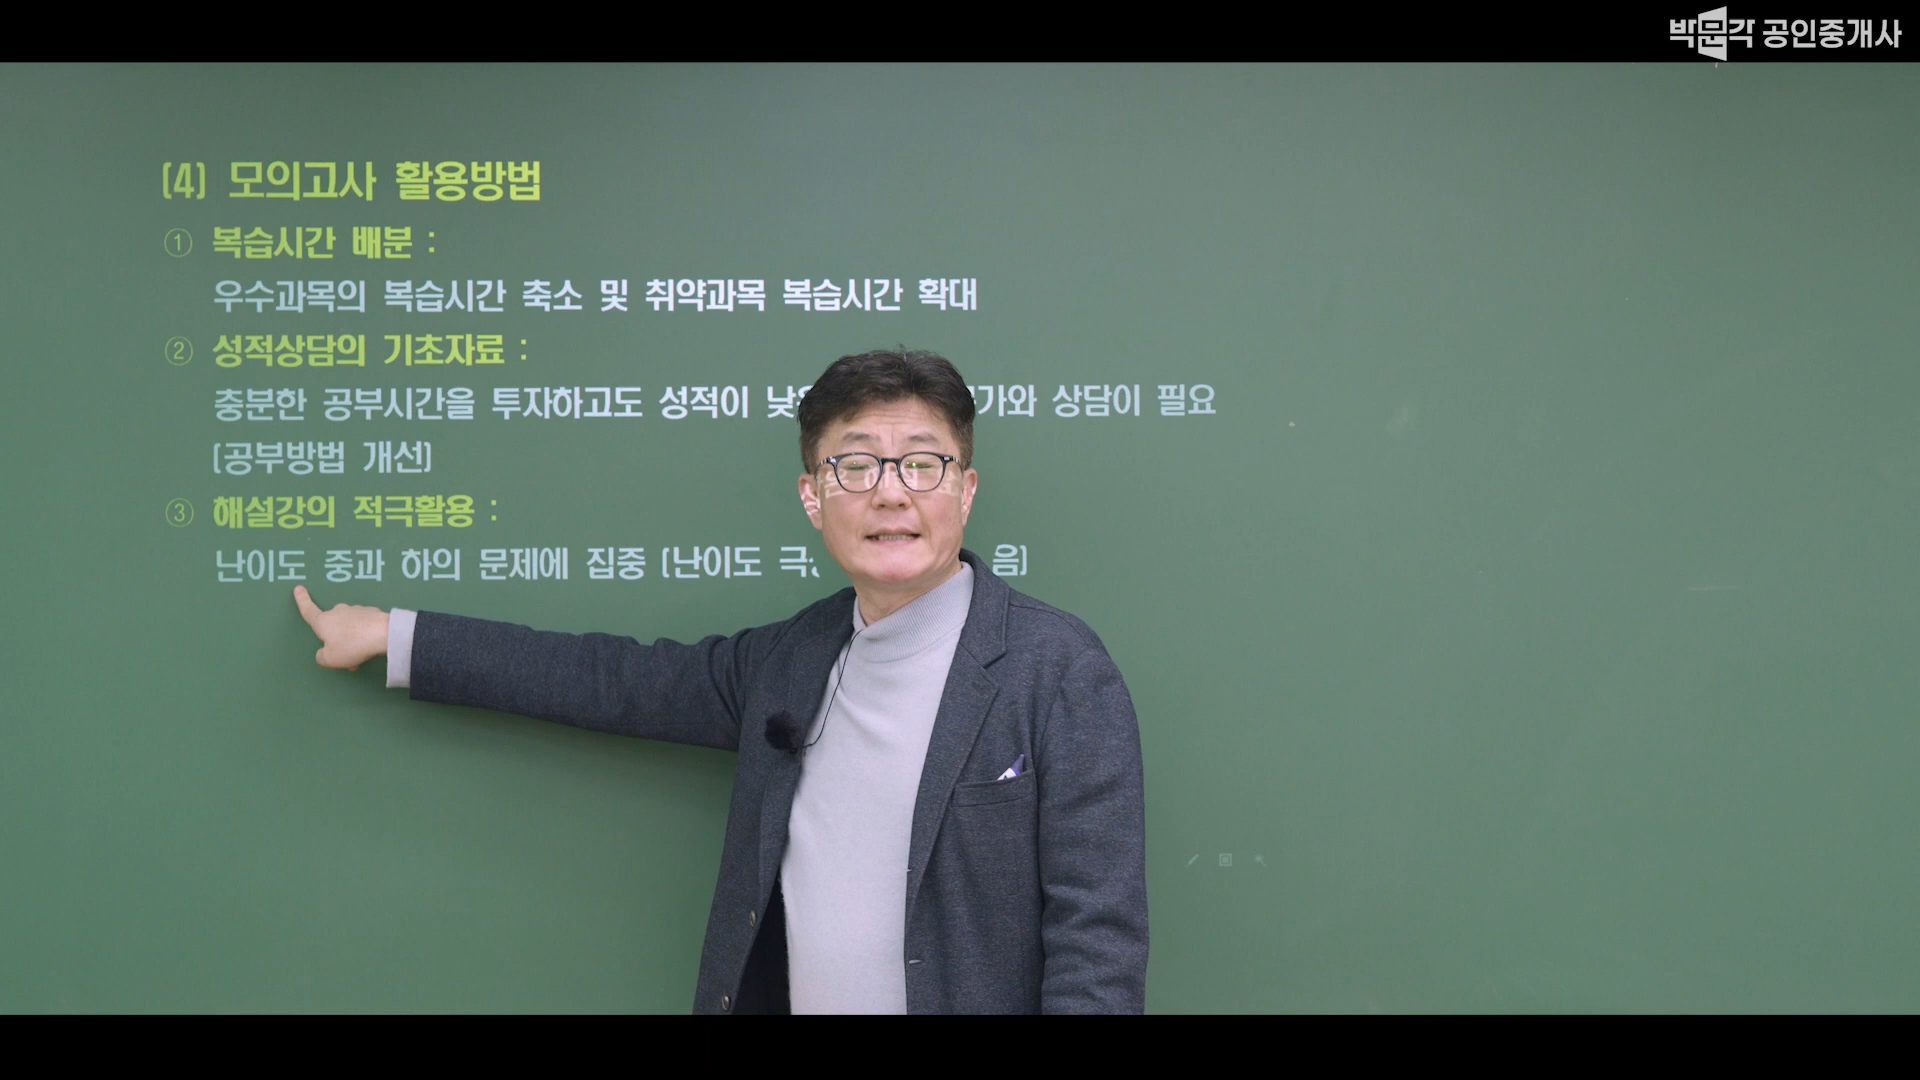 박문각 공인중개사
(4) 모의고사 활용방법
① 복습시간 배분 :
우수과목의 복습시간 축소 및 취약과목 복습시간 확대
② 성적상담의 기초자료 :
충분한 공부시간을 투자하고도 성적이 상담이 필요
(공부방법 개선)
③ 해설강의 적극활용 :
난이도 중과 하의 문제에 집중 (난이도